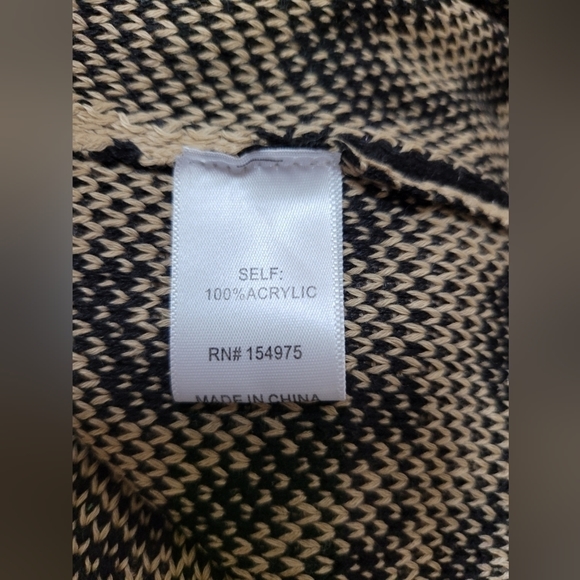 SELF:
100%ACRYLIC
RN# 154975
MADE IN CHINA